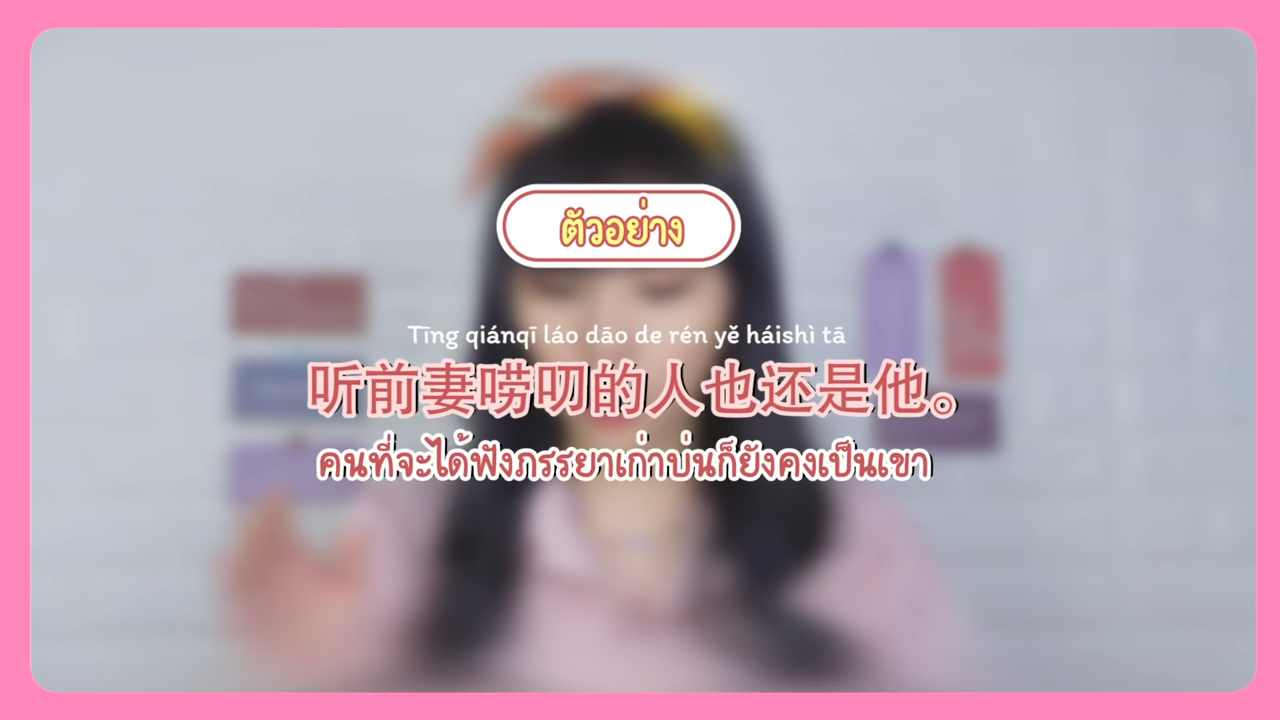 ตัวอย่าง
Tīng qiánqī láo dāo de rén yě háishì tā
听前妻唠叨的人也还是他。
คนที่จะได้ฟังภรรยาเก่าบ่นก็ยังคงเป็นเขา